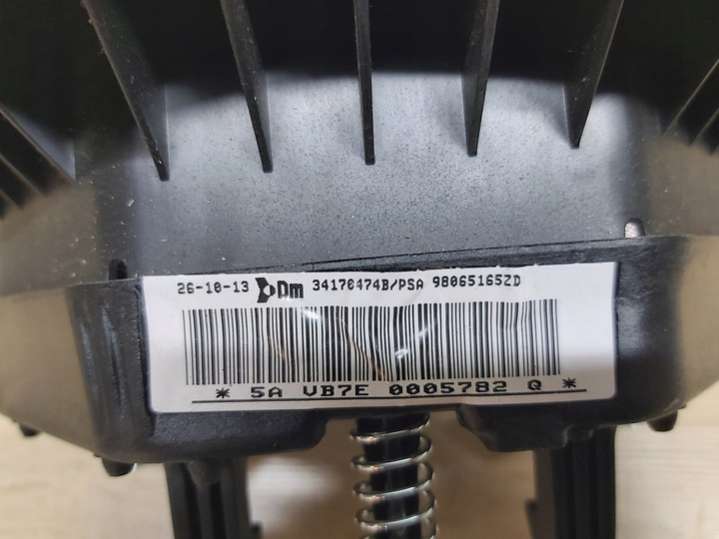 26-10-13 Dm 34170474B/PSA 98065165ZD
* 5A VB7E 0005782 Q *